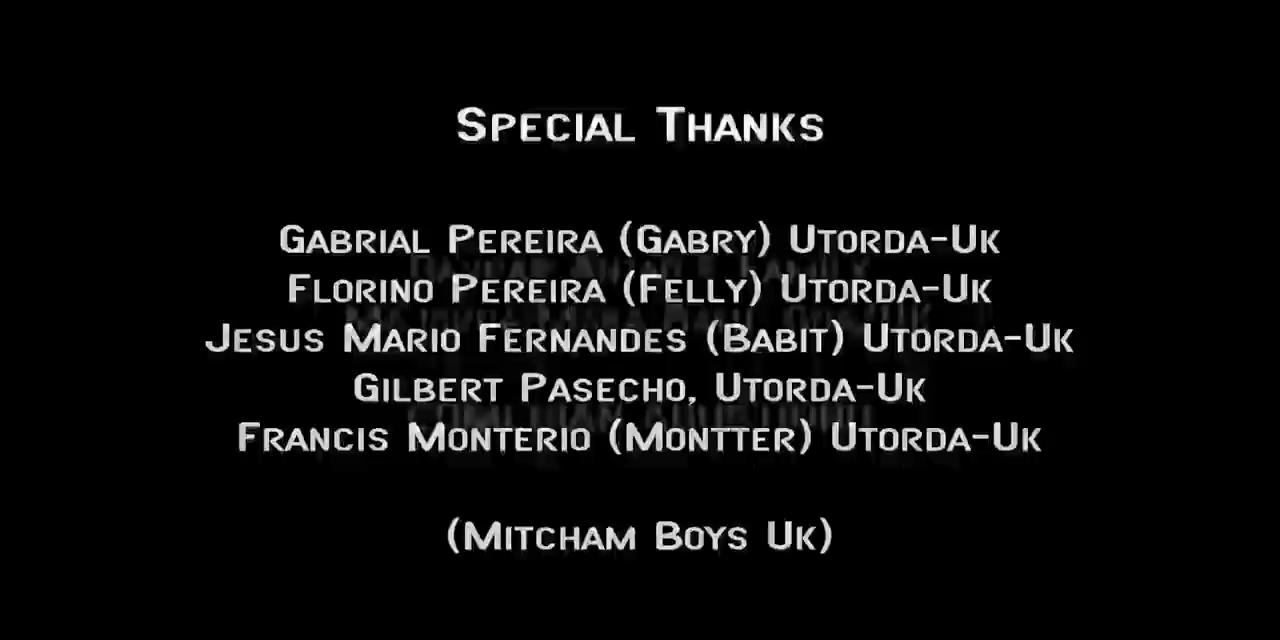 Special Thanks
Gabrial Pereira (Gabry) Utorda-Uk
Florino Pereira (Felly) Utorda-Uk
Jesus Mario Fernandes (Babit) Utorda-Uk
Gilbert Pasecho, Utorda-Uk
Francis Monterio (Montter) Utorda-Uk
(Mitcham Boys Uk)